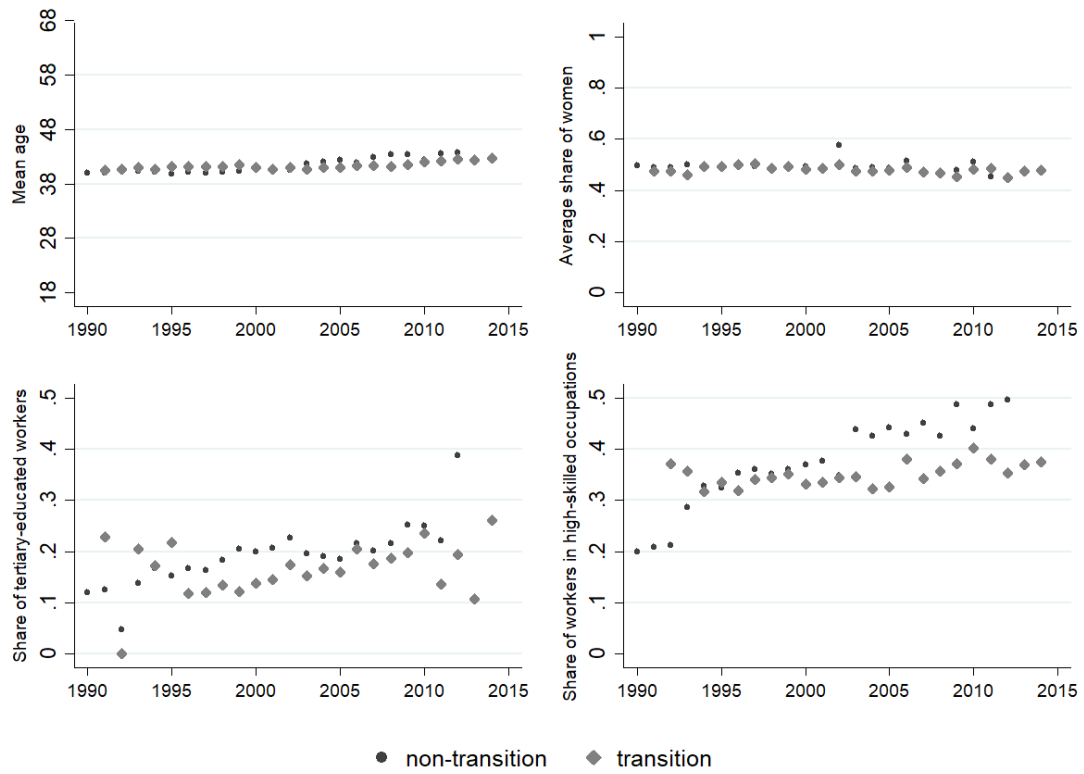 Mean age
68
58
48
38
28
18
1990 1995 2000 2005 2010 2015
Average share of women
1
.8
.6
.4
.2
0
1990 1995 2000 2005 2010 2015
Share of tertiary-educated workers
.5
.4
.3
.2
.1
0
1990 1995 2000 2005 2010 2015
Share of workers in high-skilled occupations
.5
.4
.3
.2
.1
0
1990 1995 2000 2005 2010 2015
non-transition transition